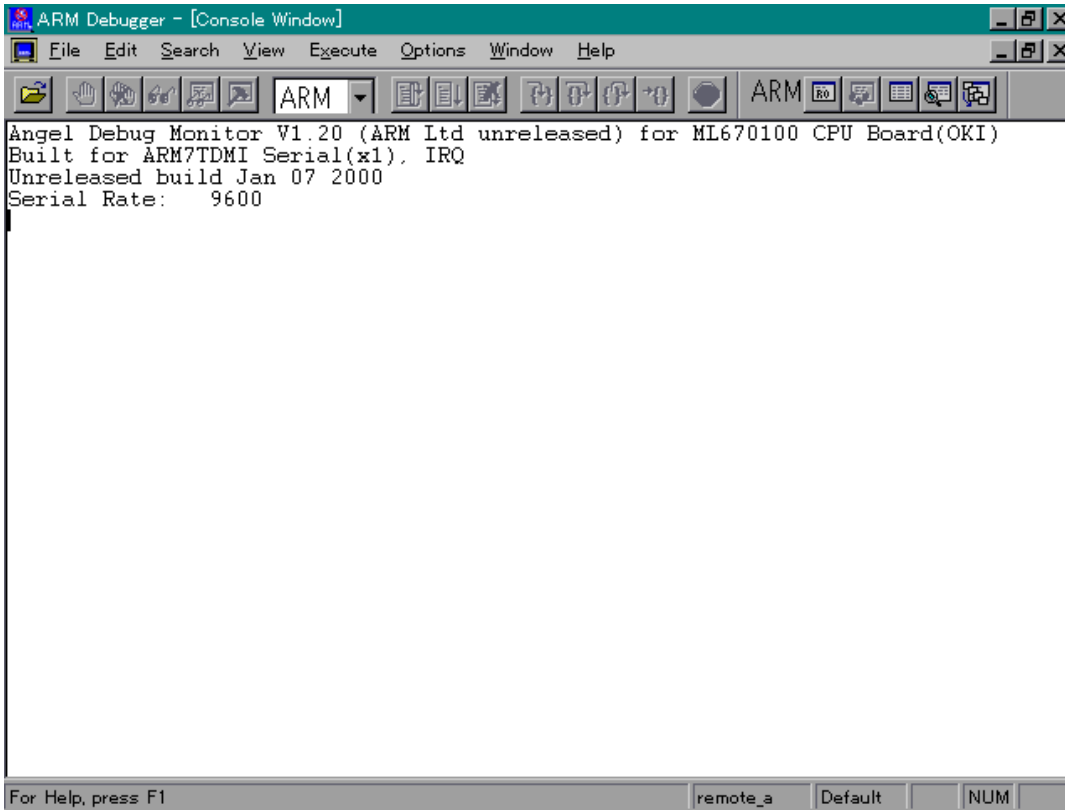 ARM Debugger - [Console Window]
File Edit Search View Execute Options Window Help
ARM ARM
Angel Debug Monitor V1.20 (ARM Ltd unreleased) for ML670100 CPU Board(OKI)
Built for ARM7TDMI Serial(x1), IRQ
Unreleased build Jan 07 2000
Serial Rate:   9600
For Help, press F1 remote_a Default NUM